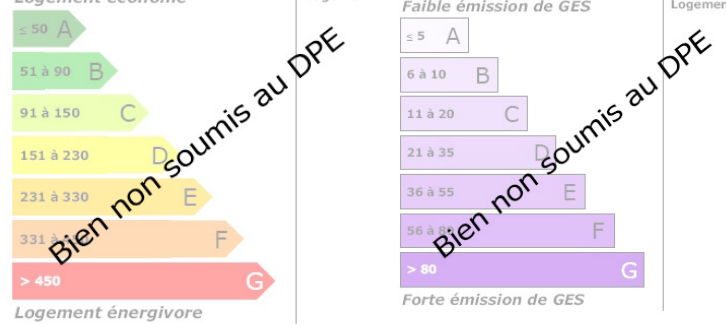 Logement économe
≤ 50 A
51 à 90 B
91 à 150 C
151 à 230 D
231 à 330 E
331 à F
> 450 G
Logement énergivore
Bien non soumis au DPE
Faible émission de GES
≤ 5 A
6 à 10 B
11 à 20 C
21 à 35 D
36 à 55 E
56 à F
> 80 G
Forte émission de GES
Bien non soumis au DPE
Logemen